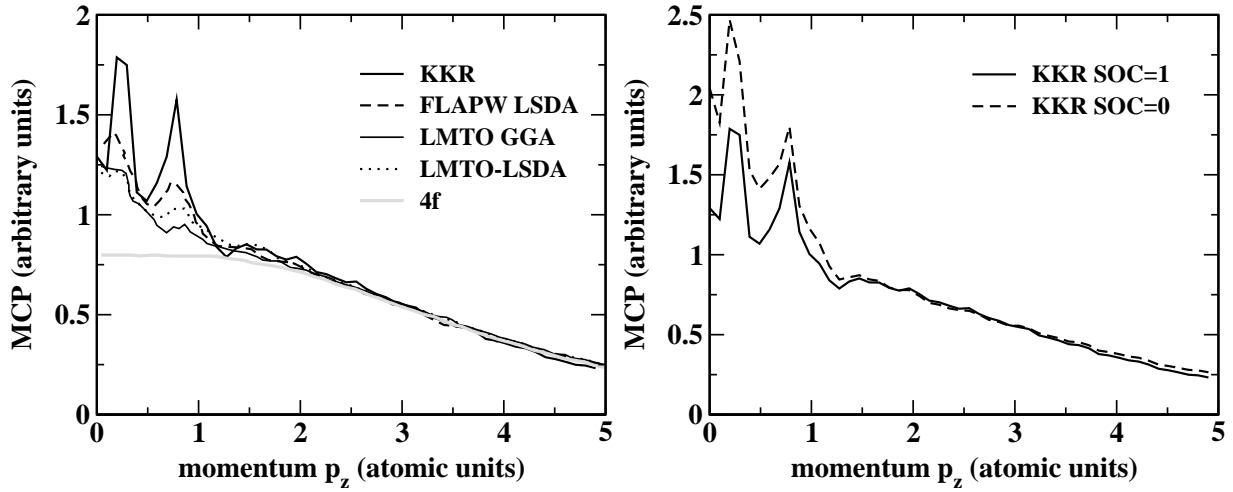 2
1.5
1
0.5
0
MCP (arbitrary units)
KKR
FLAPW LSDA
LMTO GGA
LMTO-LSDA
4f
0 1 2 3 4 5
momentum p_z (atomic units)
2.5
2
1.5
1
0.5
0
MCP (arbitrary units)
KKR SOC=1
KKR SOC=0
0 1 2 3 4 5
momentum p_z (atomic units)